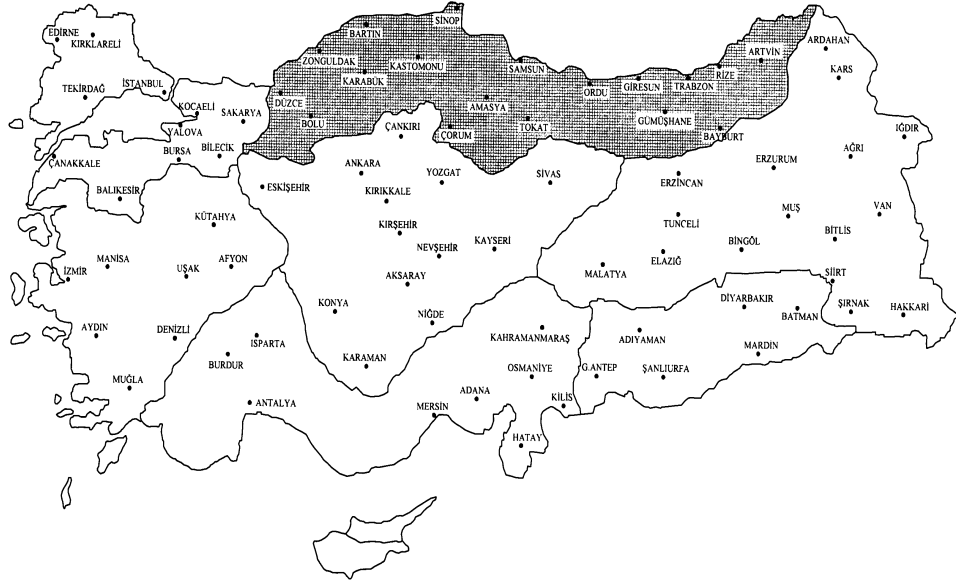 SİNOP
EDİRNE
KIRKLARELİ
BARTIN
ARDAHAN
ZONGULDAK
KASTOMONU
ARTVİN
SAMSUN
RİZE
KARS
KARABÜK
TEKİRDAĞ
İSTANBUL
ORDU
GİRESUN
TRABZON
DÜZCE
KOÇAELİ
SAKARYA
AMASYA
BOLU
TOKAT
GÜMÜŞHANE
YALOVA
ÇANKIRI
ÇORUM
BAYBURT
IĞDIR
BURSA
BİLECİK
ÇANAKKALE
ANKARA
YOZGAT
SİVAS
ERZİNCAN
ERZURUM
AĞRI
BALIKESİR
ESKİŞEHİR
KIRIKKALE
KÜTAHYA
KIRŞEHİR
TUNCELİ
MUŞ
VAN
NEVŞEHİR
KAYSERİ
ELAZIĞ
BİNGÖL
BİTLİS
MANİSA
AFYON
İZMİR
UŞAK
AKSARAY
MALATYA
SİİRT
KONYA
NİĞDE
DİYARBAKIR
BATMAN
ŞIRNAK
HAKKARİ
AYDIN
DENİZLİ
ISPARTA
KAHRAMANMARAŞ
ADIYAMAN
MARDİN
BURDUR
KARAMAN
OSMANİYE
G.ANTEP
ŞANLIURFA
MUĞLA
ANTALYA
MERSİN
ADANA
KİLİS
HATAY